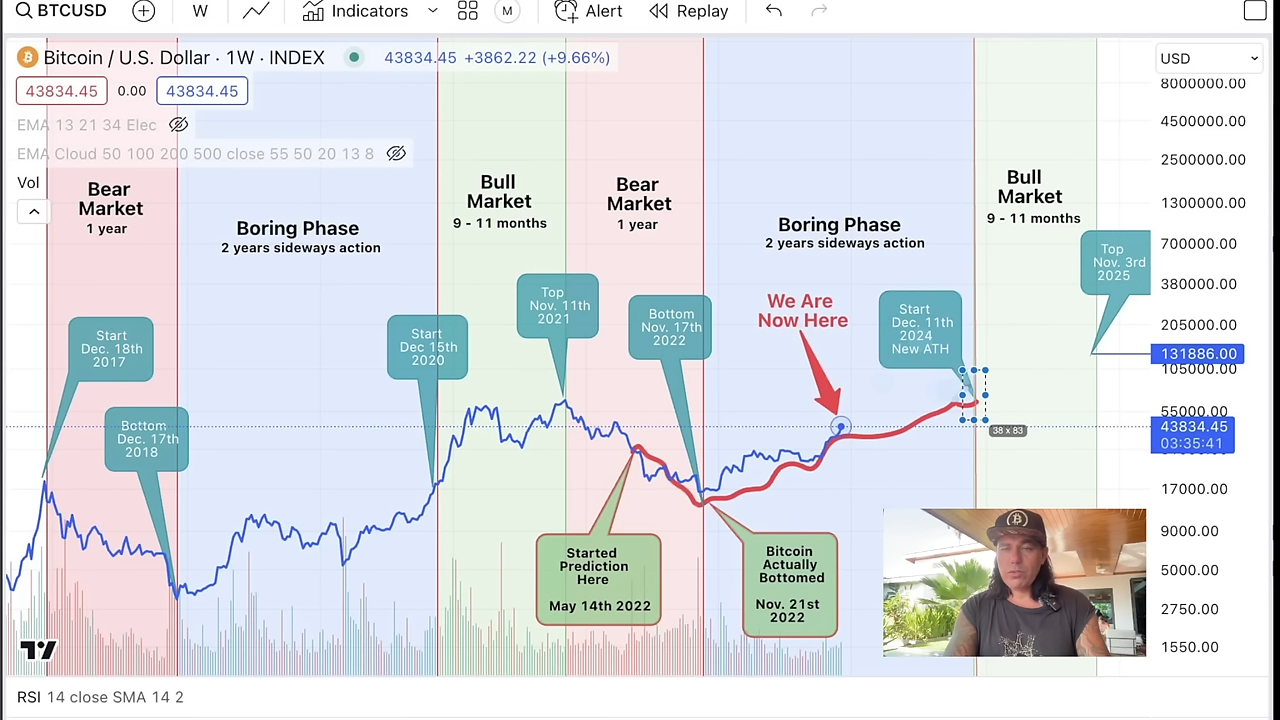 BTCUSD
W
Indicators
M
Alert
Replay
Bitcoin / U.S. Dollar · 1W · INDEX
43834.45 +3862.22 (+9.66%)
USD
43834.45
0.00
43834.45
EMA 13 21 34 Elec
EMA Cloud 50 100 200 500 close 55 50 20 13 8
Vol
Bear
Market
1 year
Boring Phase
2 years sideways action
Bull
Market
9 - 11 months
Bear
Market
1 year
Boring Phase
2 years sideways action
Bull
Market
9 - 11 months
Start
Dec. 18th
2017
Bottom
Dec. 17th
2018
Start
Dec 15th
2020
Top
Nov. 11th
2021
Bottom
Nov. 17th
2022
We Are
Now Here
Start
Dec. 11th
2024
New ATH
Top
Nov. 3rd
2025
38 x 83
Started
Prediction
Here
May 14th 2022
Bitcoin
Actually
Bottomed
Nov. 21st
2022
8000000.00
4500000.00
2500000.00
1300000.00
700000.00
380000.00
205000.00
131886.00
105000.00
55000.00
43834.45
03:35:41
17000.00
9000.00
5000.00
2750.00
1550.00
RSI 14 close SMA 14 2